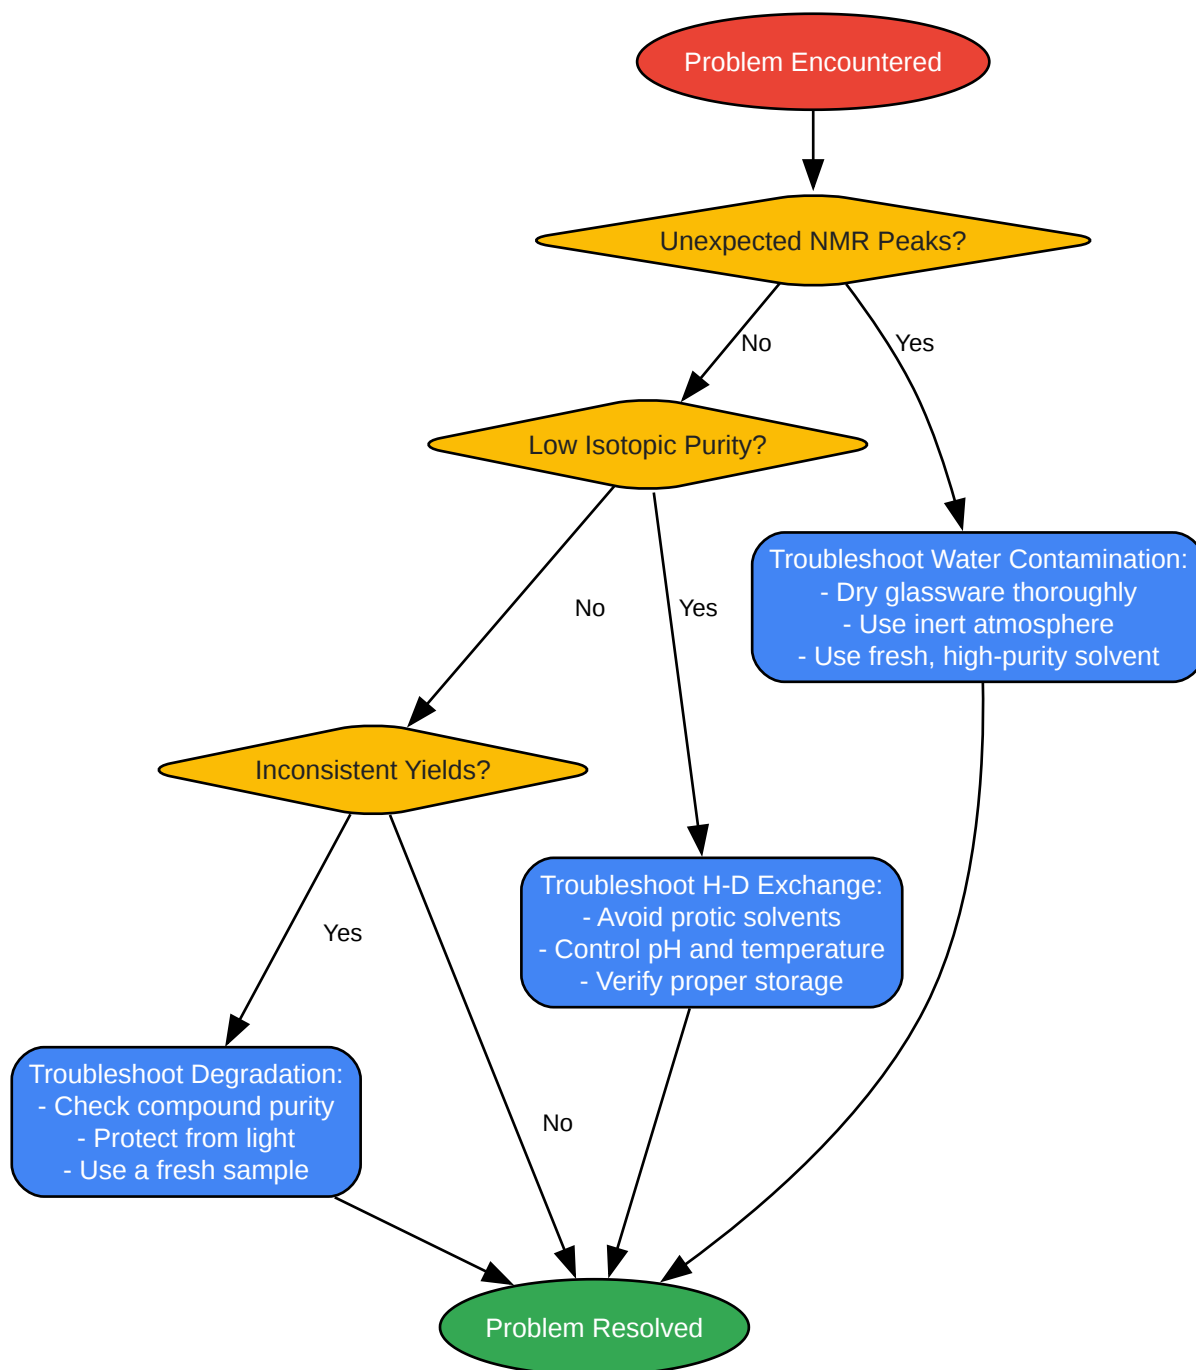 Problem Encountered
Unexpected NMR Peaks?
No
Yes
Low Isotopic Purity?
No
Yes
Troubleshoot Water Contamination:
- Dry glassware thoroughly
- Use inert atmosphere
- Use fresh, high-purity solvent
Inconsistent Yields?
Yes
No
Troubleshoot H-D Exchange:
- Avoid protic solvents
- Control pH and temperature
- Verify proper storage
Troubleshoot Degradation:
- Check compound purity
- Protect from light
- Use a fresh sample
Problem Resolved